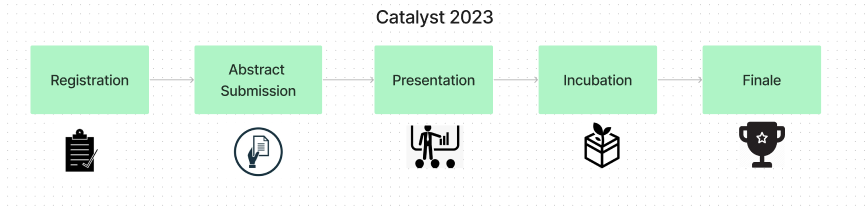 Catalyst 2023
Registration
Abstract
Submission
Presentation
Incubation
Finale